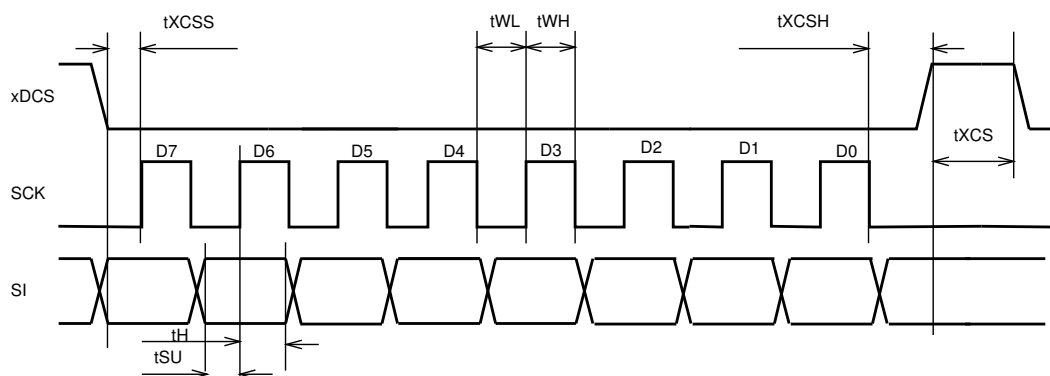 tXCSS
tWL
tWH
tXCSH
xDCS
tXCS
D7
D6
D5
D4
D3
D2
D1
D0
SCK
SI
tH
tSU